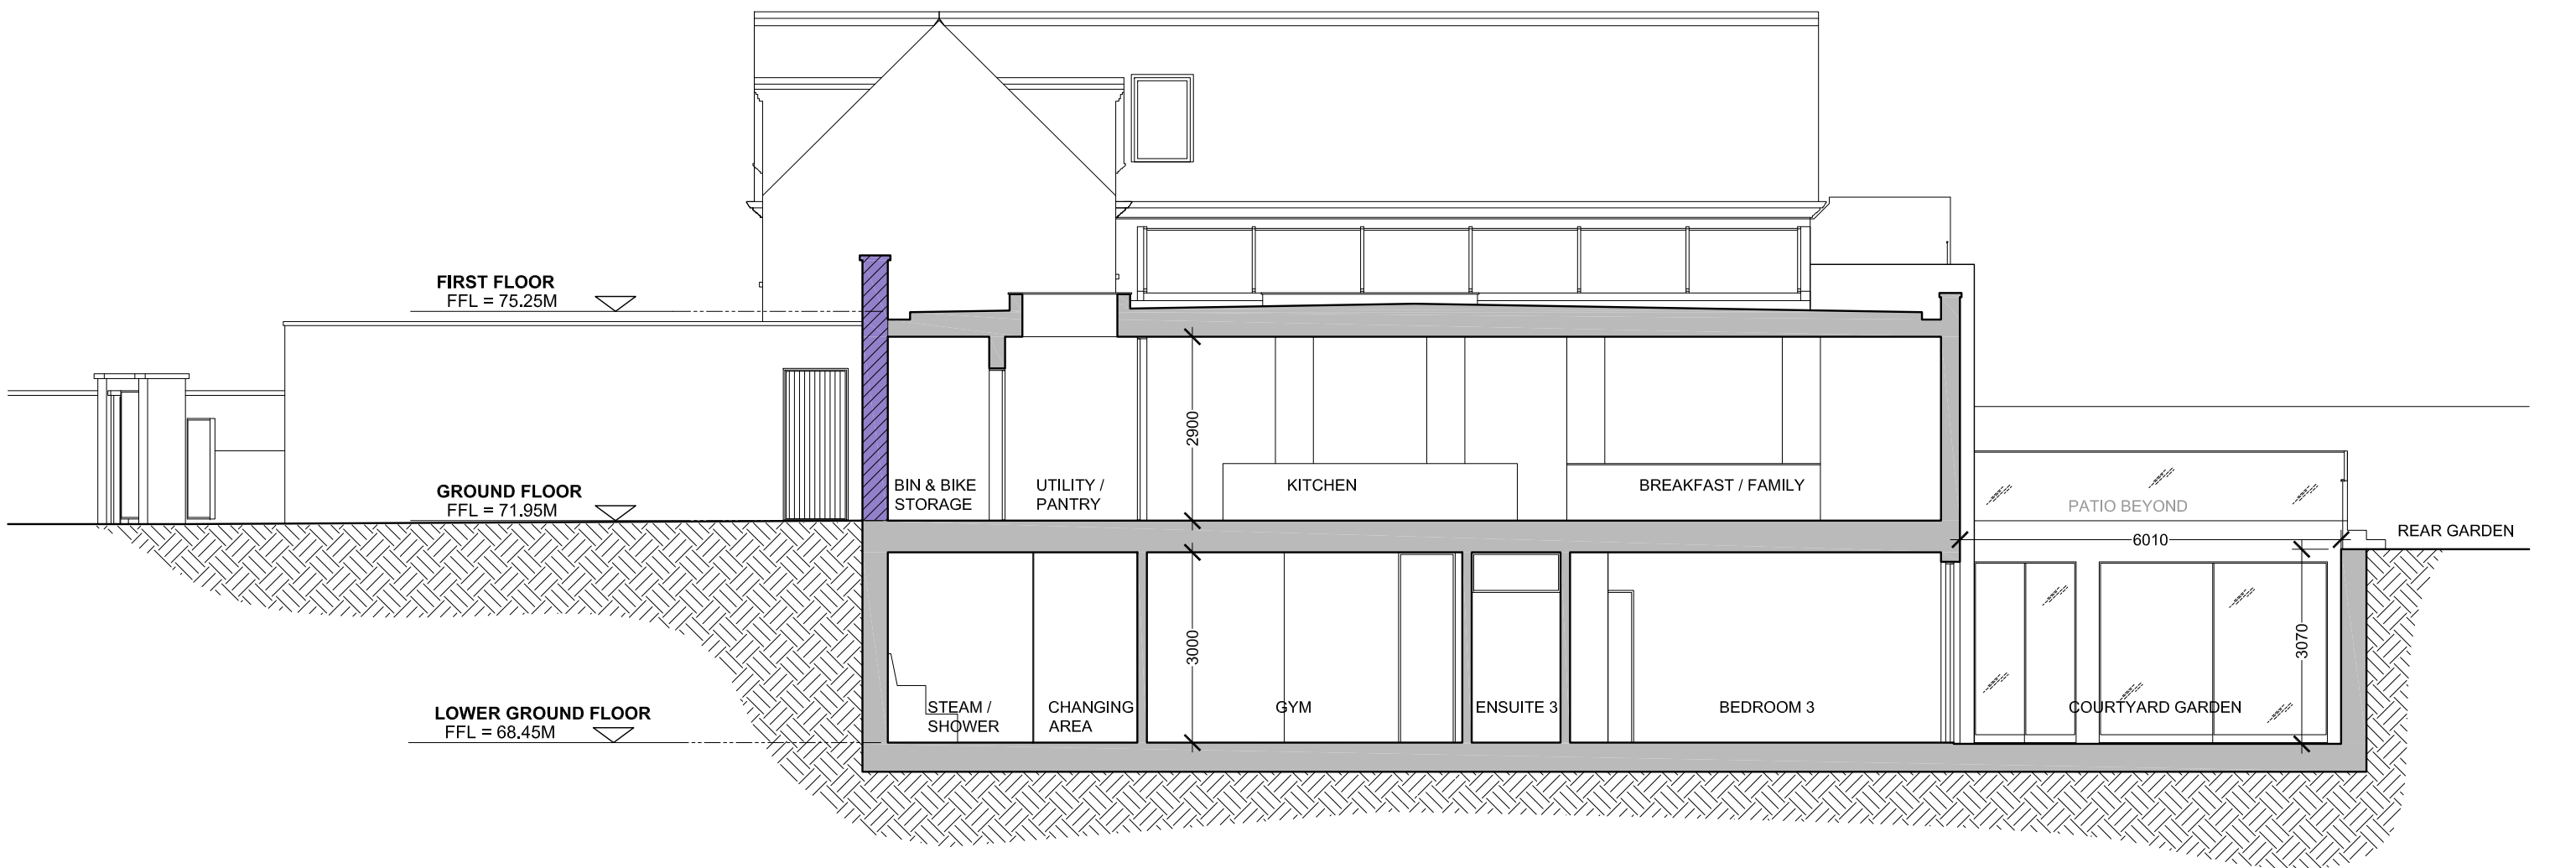 FIRST FLOOR
FFL = 75.25M
GROUND FLOOR
FFL = 71.95M
LOWER GROUND FLOOR
FFL = 68.45M
BIN & BIKE
STORAGE
UTILITY /
PANTRY
2900
KITCHEN
BREAKFAST / FAMILY
PATIO BEYOND
6010
REAR GARDEN
STEAM /
SHOWER
CHANGING
AREA
3000
GYM
ENSUITE 3
BEDROOM 3
COURTYARD GARDEN
3070